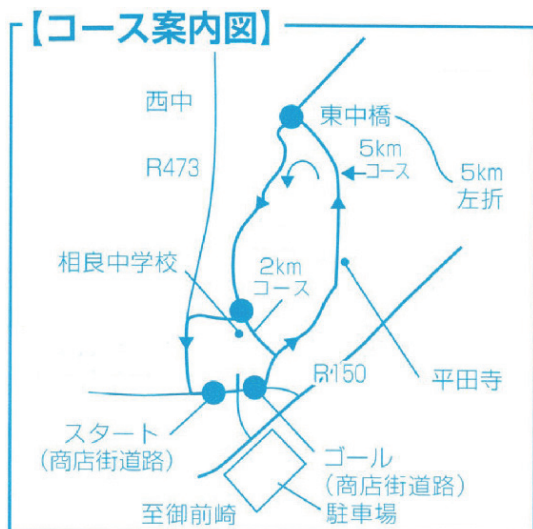 【コース案内図】
西中
東中橋
R473
5km
コース
5km
左折
相良中学校
2km
コース
R150
平田寺
スタート
(商店街道路)
ゴール
(商店街道路)
至御前崎
駐車場